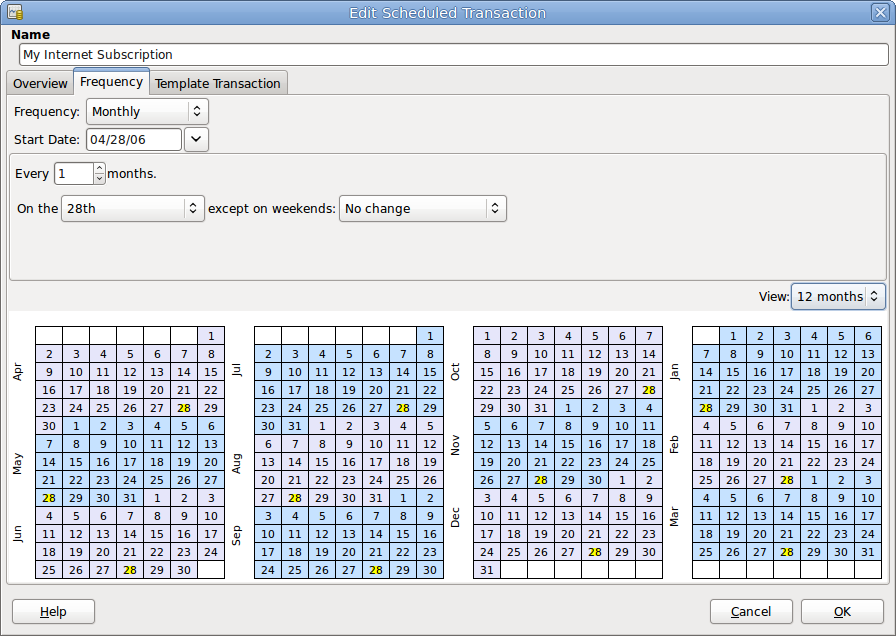 Edit Scheduled Transaction
Name
My Internet Subscription
Overview Frequency Template Transaction
Frequency: Monthly
Start Date: 04/28/06
Every 1 months.
On the 28th except on weekends: No change
View: 12 months
Apr
1
2 3 4 5 6 7 8
9 10 11 12 13 14 15
16 17 18 19 20 21 22
23 24 25 26 27 28 29
30 1 2 3 4 5 6
May
7 8 9 10 11 12 13
14 15 16 17 18 19 20
21 22 23 24 25 26 27
28 29 30 31 1 2 3
Jun
4 5 6 7 8 9 10
11 12 13 14 15 16 17
18 19 20 21 22 23 24
25 26 27 28 29 30
Jul
1
2 3 4 5 6 7 8
9 10 11 12 13 14 15
16 17 18 19 20 21 22
23 24 25 26 27 28 29
30 31 1 2 3 4 5
Aug
6 7 8 9 10 11 12
13 14 15 16 17 18 19
20 21 22 23 24 25 26
27 28 29 30 31 1 2
Sep
3 4 5 6 7 8 9
10 11 12 13 14 15 16
17 18 19 20 21 22 23
24 25 26 27 28 29 30
Oct
1 2 3 4 5 6 7
8 9 10 11 12 13 14
15 16 17 18 19 20 21
22 23 24 25 26 27 28
29 30 31 1 2 3 4
Nov
5 6 7 8 9 10 11
12 13 14 15 16 17 18
19 20 21 22 23 24 25
26 27 28 29 30 1 2
Dec
3 4 5 6 7 8 9
10 11 12 13 14 15 16
17 18 19 20 21 22 23
24 25 26 27 28 29 30
31
Jan
1 2 3 4 5 6
7 8 9 10 11 12 13
14 15 16 17 18 19 20
21 22 23 24 25 26 27
28 29 30 31 1 2 3
Feb
4 5 6 7 8 9 10
11 12 13 14 15 16 17
18 19 20 21 22 23 24
25 26 27 28 1 2 3
Mar
4 5 6 7 8 9 10
11 12 13 14 15 16 17
18 19 20 21 22 23 24
25 26 27 28 29 30 31
Help Cancel OK